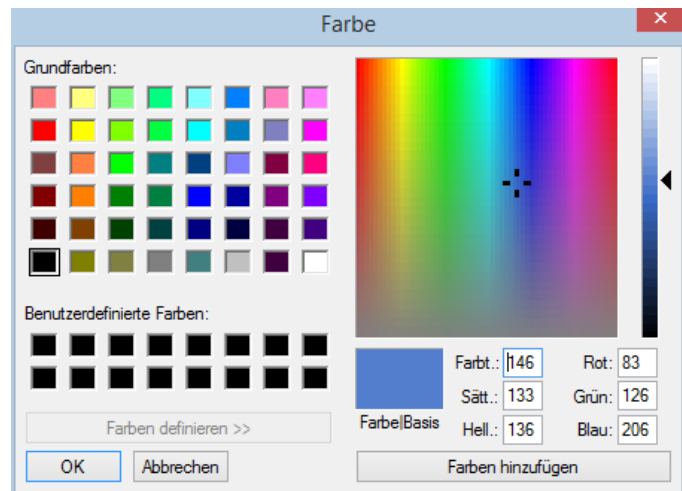 Farbe
Grundfarben:
Benutzerdefinierte Farben:
Farben definieren >>
OK Abbrechen
Farbe|Basis
Farbt.: 146 Rot: 83
Sätt.: 133 Grün: 126
Hell.: 136 Blau: 206
Farben hinzufügen